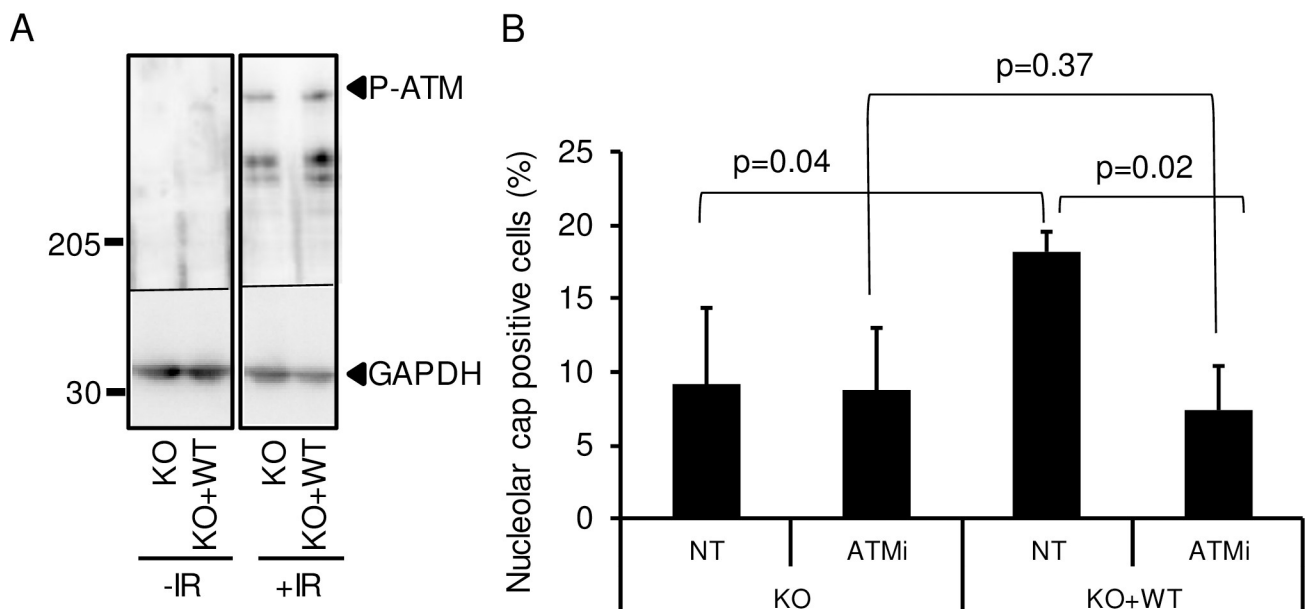 A
P-ATM
205
GAPDH
30
KO
KO+WT
KO
KO+WT
-IR
+IR
B
p=0.37
p=0.04
p=0.02
Nucleolar cap positive cells (%)
25
20
15
10
5
0
NT
ATMi
NT
ATMi
KO
KO+WT